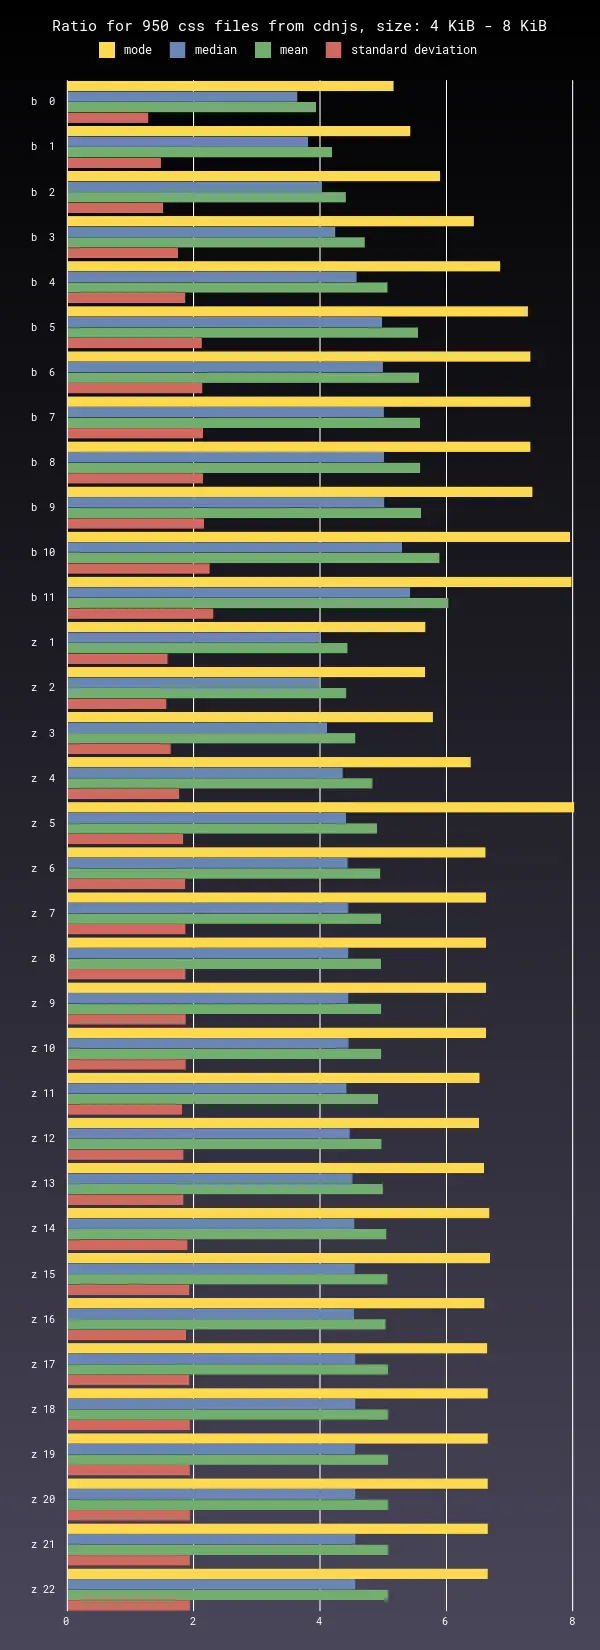 Ratio for 950 css files from cdnjs, size: 4 KiB - 8 KiB
mode median mean standard deviation
b 0
b 1
b 2
b 3
b 4
b 5
b 6
b 7
b 8
b 9
b 10
b 11
z 1
z 2
z 3
z 4
z 5
z 6
z 7
z 8
z 9
z 10
z 11
z 12
z 13
z 14
z 15
z 16
z 17
z 18
z 19
z 20
z 21
z 22
0 2 4 6 8